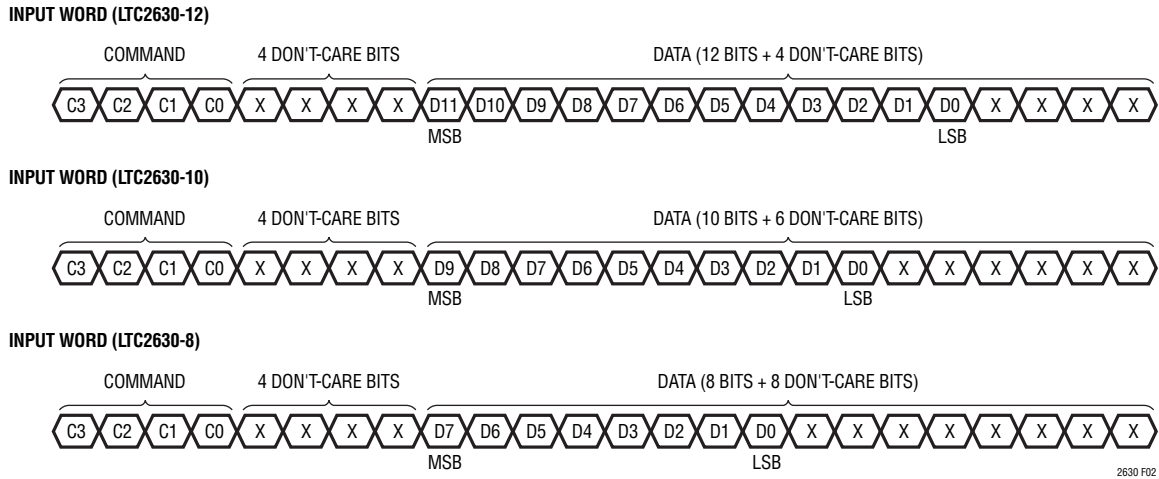 INPUT WORD (LTC2630-12)
COMMAND 4 DON'T-CARE BITS DATA (12 BITS + 4 DON'T-CARE BITS)
C3 C2 C1 C0 X X X X D11 D10 D9 D8 D7 D6 D5 D4 D3 D2 D1 D0 X X X X
MSB LSB
INPUT WORD (LTC2630-10)
COMMAND 4 DON'T-CARE BITS DATA (10 BITS + 6 DON'T-CARE BITS)
C3 C2 C1 C0 X X X X D9 D8 D7 D6 D5 D4 D3 D2 D1 D0 X X X X X X
MSB LSB
INPUT WORD (LTC2630-8)
COMMAND 4 DON'T-CARE BITS DATA (8 BITS + 8 DON'T-CARE BITS)
C3 C2 C1 C0 X X X X D7 D6 D5 D4 D3 D2 D1 D0 X X X X X X X X
MSB LSB
2630 F02